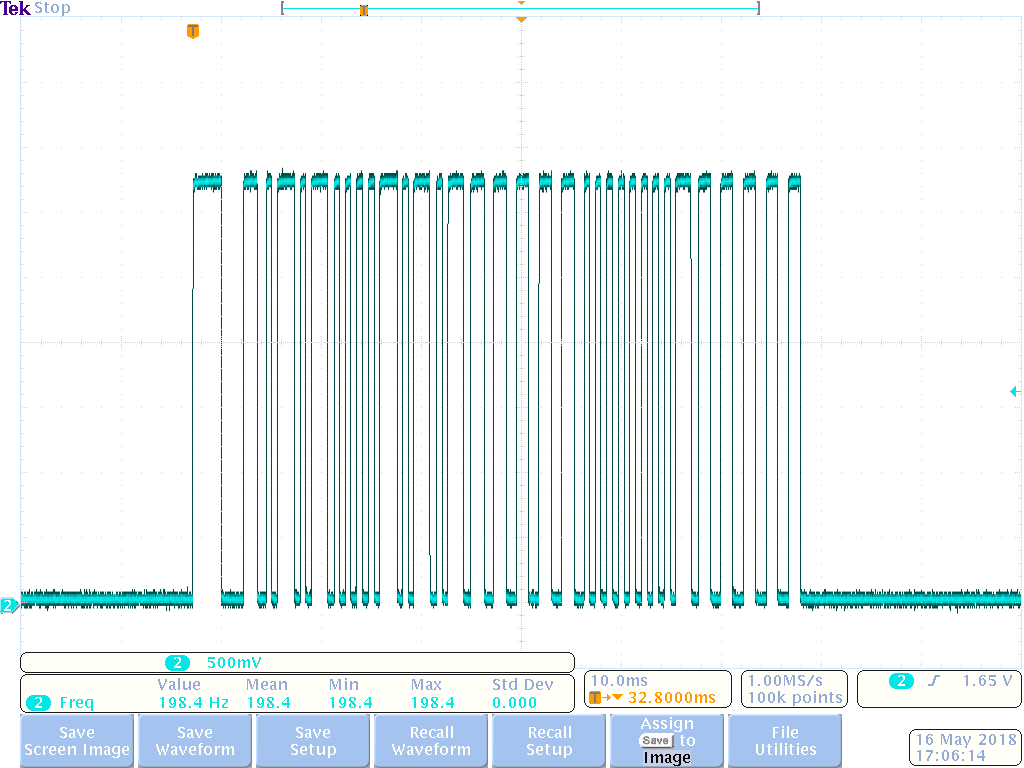 Tek Stop
T
T
2
2 500mV
Value Mean Min Max Std Dev
2 Freq 198.4 Hz 198.4 198.4 198.4 0.000
10.0ms
T→▼ 32.8000ms
1.00MS/s
100k points
2 1.65 V
Save
Screen Image
Save
Waveform
Save
Setup
Recall
Waveform
Recall
Setup
Assign
Save to
Image
File
Utilities
16 May 2018
17:06:14